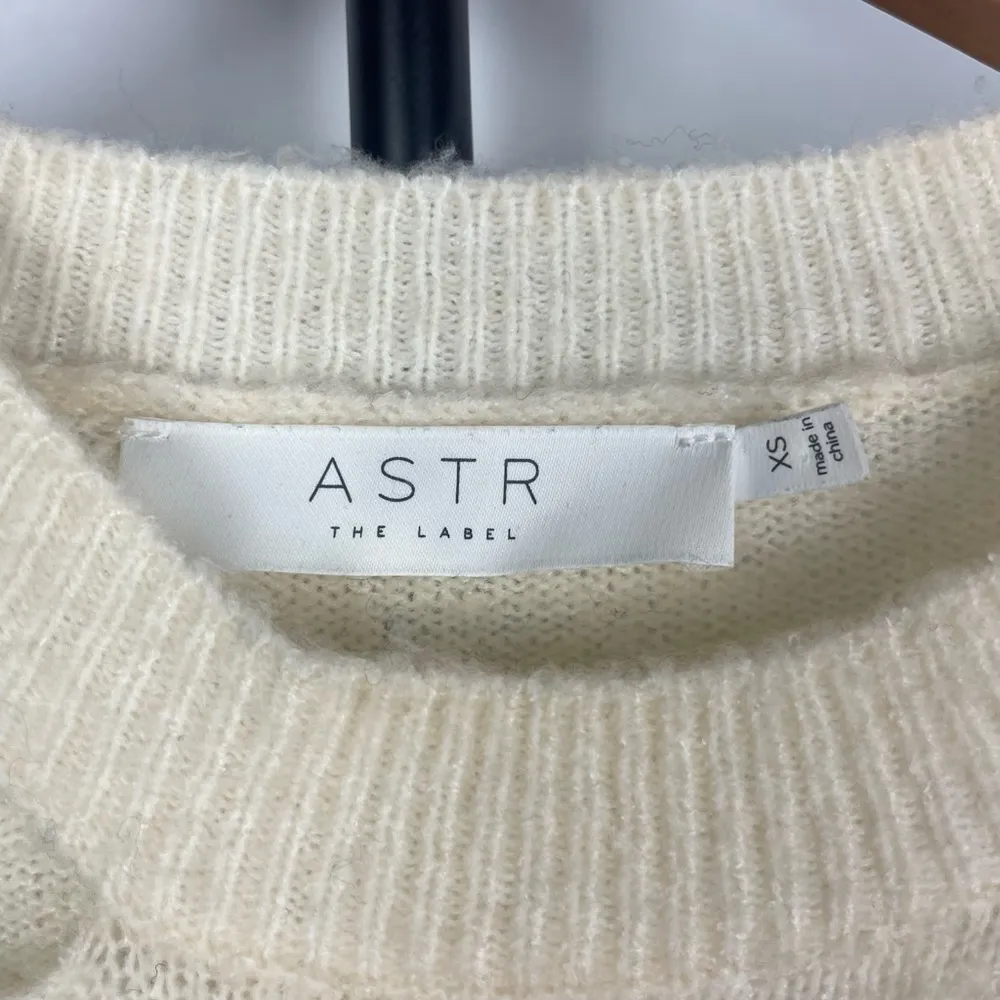 ASTR
THE LABEL
XS
made in
china